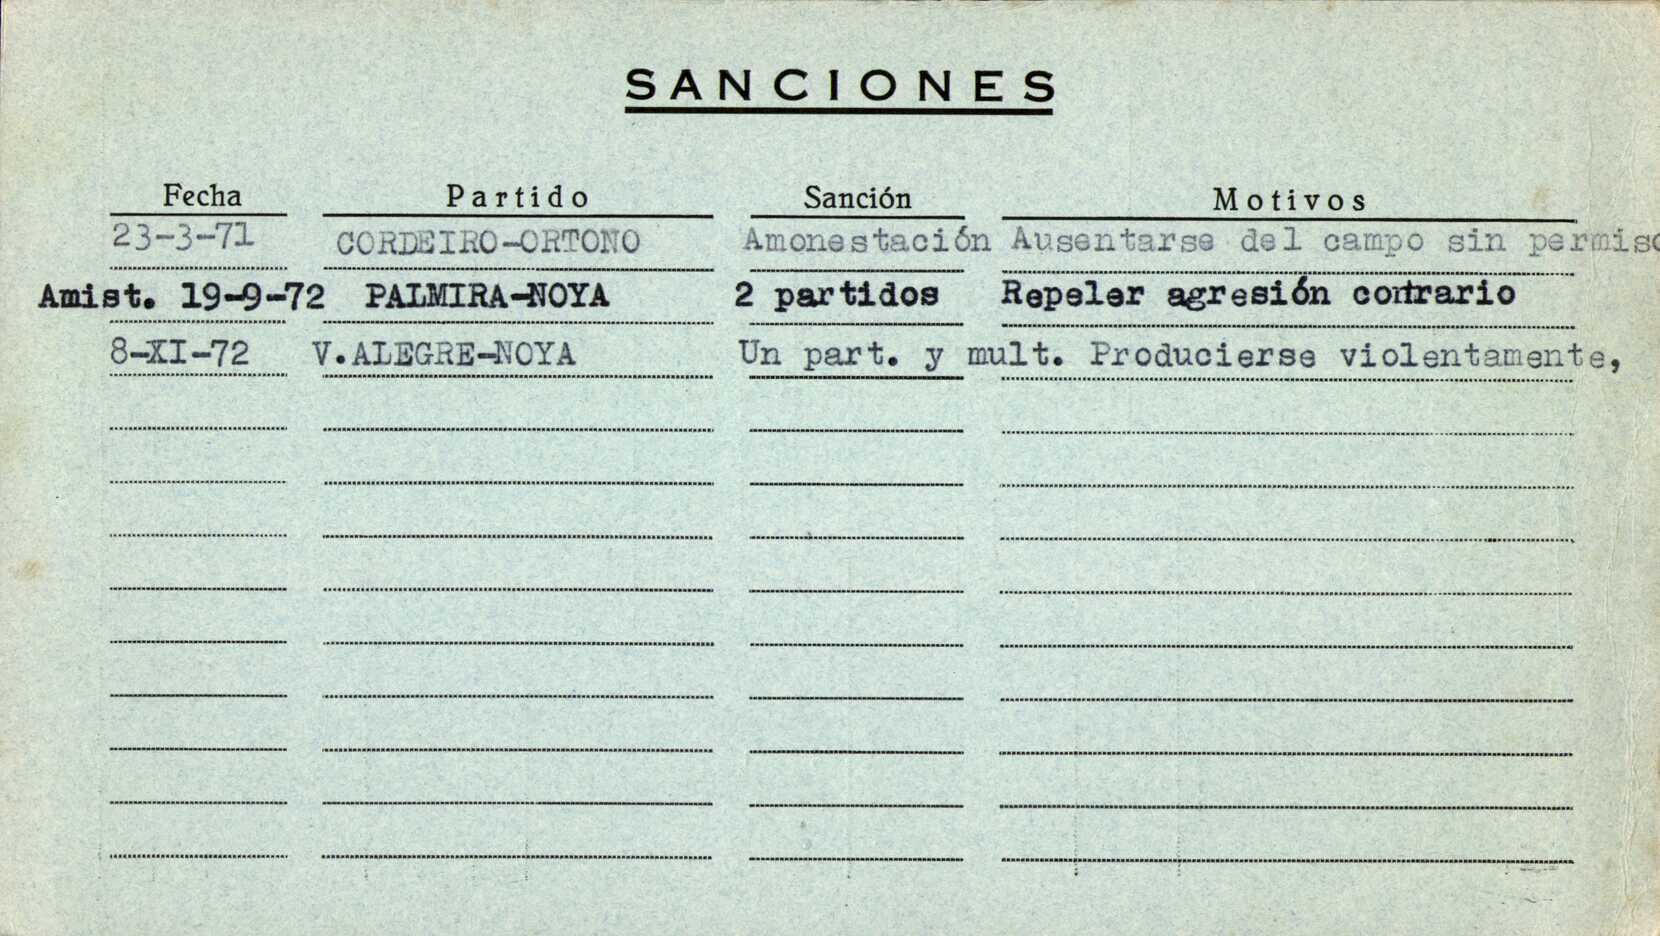 SANCIONES
Fecha Partido Sanción Motivos
23-3-71 CORDEIRO-ORTOÑO Amonestación Ausentarse del campo sin permiso
Amist. 19-9-72 PALMIRA-NOYA 2 partidos Repeler agresión contrario
8-XI-72 V.ALEGRE-NOYA Un part. y mult. Producierse violentamente,